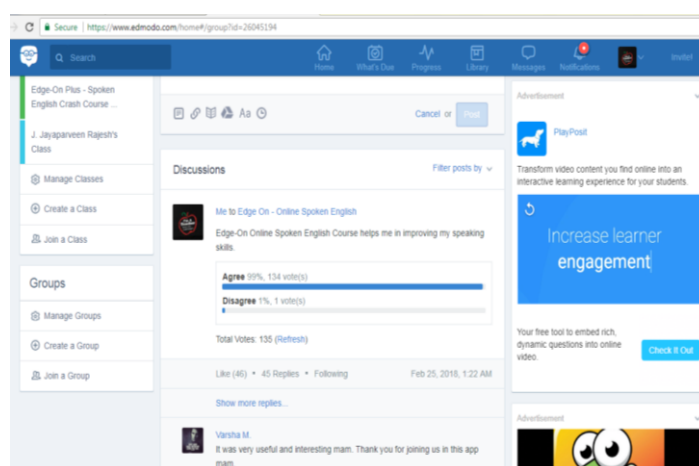 Secure | https://www.edmodo.com/home#/group?id=26045194
Search
Home
What's Due
Progress
Library
Messages
Notifications
Invite!
Edge-On Plus - Spoken
English Crash Course ...
J. Jayaparveen Rajesh's
Class
Manage Classes
Create a Class
Join a Class
Groups
Manage Groups
Create a Group
Join a Group
Aa
Cancel or Post
Discussions
Filter posts by
Me to Edge On - Online Spoken English
Edge-On Online Spoken English Course helps me in improving my speaking
skills.
Agree 99%, 134 vote(s)
Disagree 1%, 1 vote(s)
Total Votes: 135 (Refresh)
Like (46) • 45 Replies • Following
Feb 25, 2018, 1:22 AM
Show more replies...
Varsha M.
It was very useful and interesting mam. Thank you for joining us in this app
mam.
Advertisement
PlayPosit
Transform video content you find online into an
interactive learning experience for your students.
Increase learner
engagement
Your free tool to embed rich,
dynamic questions into online
video.
Check It Out
Advertisement